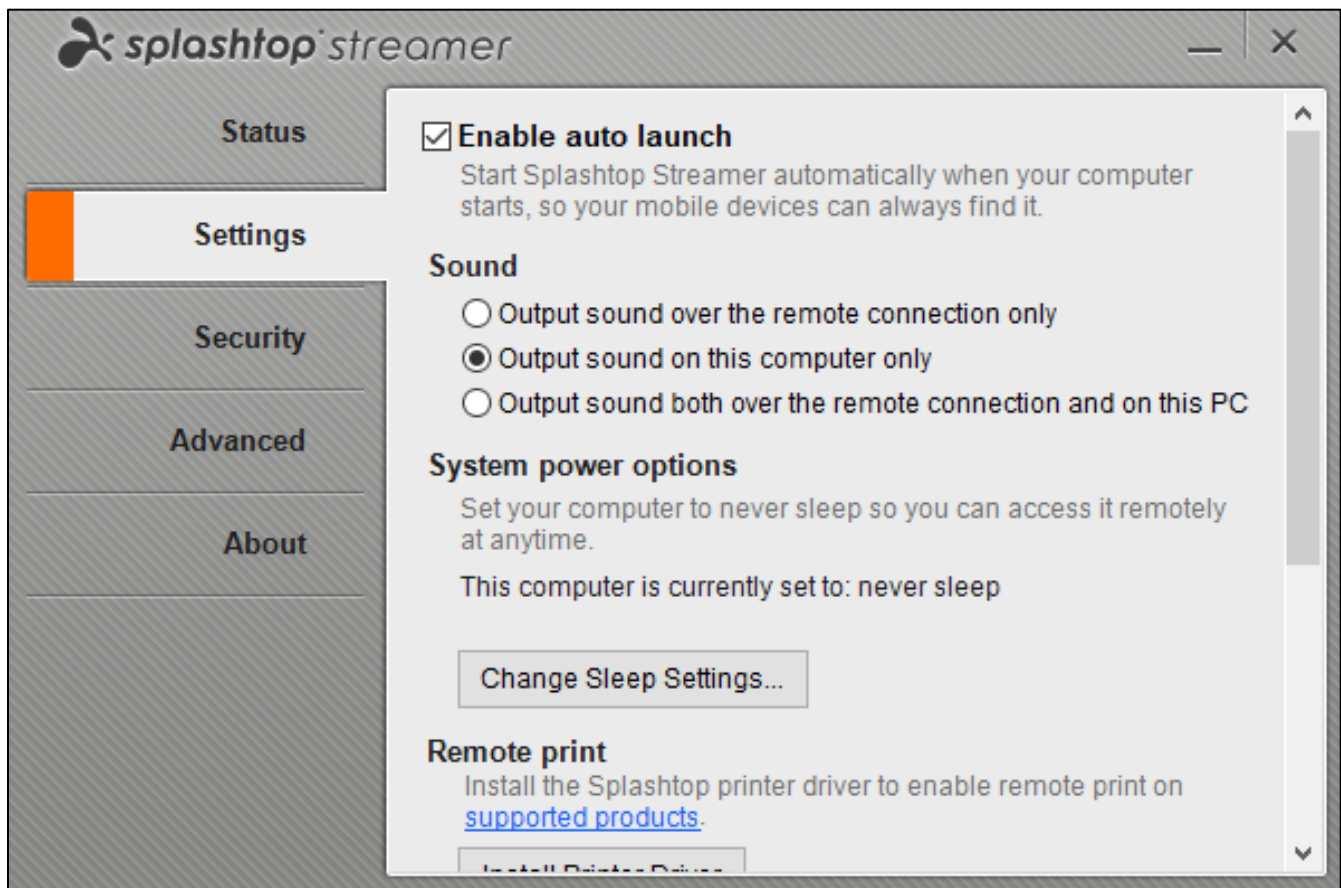 splashtop streamer
Status
Settings
Security
Advanced
About
Enable auto launch
Start Splashtop Streamer automatically when your computer
starts, so your mobile devices can always find it.
Sound
Output sound over the remote connection only
Output sound on this computer only
Output sound both over the remote connection and on this PC
System power options
Set your computer to never sleep so you can access it remotely
at anytime.
This computer is currently set to: never sleep
Change Sleep Settings...
Remote print
Install the Splashtop printer driver to enable remote print on
supported products.
Install Printer Driver